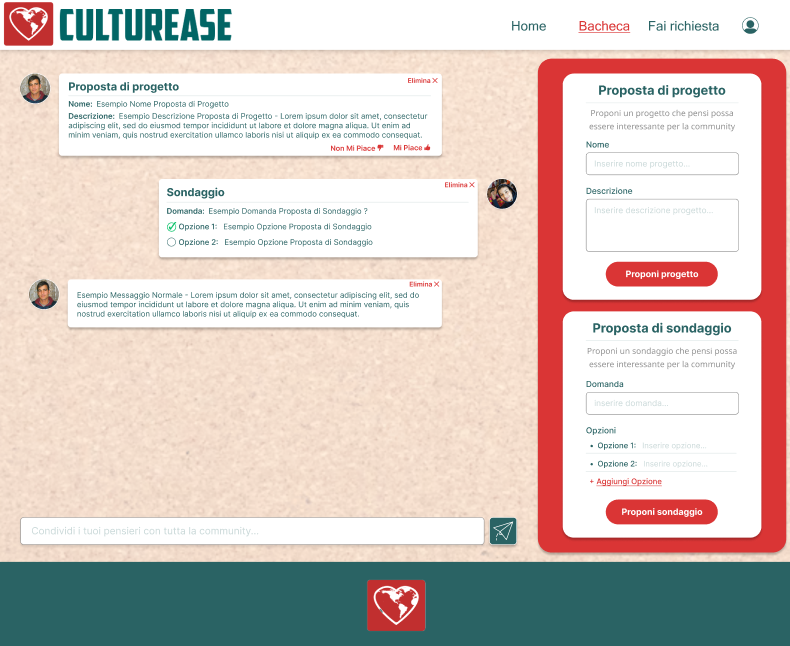 CULTUREASE
Home
Bacheca
Fai richiesta
Elimina X
Proposta di progetto
Nome: Esempio Nome Proposta di Progetto
Descrizione: Esempio Descrizione Proposta di Progetto - Lorem ipsum dolor sit amet, consectetur
adipiscing elit, sed do eiusmod tempor incididunt ut labore et dolore magna aliqua. Ut enim ad
minim veniam, quis nostrud exercitation ullamco laboris nisi ut aliquip ex ea commodo consequat.
Non Mi Piace
Mi Piace
Elimina X
Sondaggio
Domanda: Esempio Domanda Proposta di Sondaggio ?
Opzione 1: Esempio Opzione Proposta di Sondaggio
Opzione 2: Esempio Opzione Proposta di Sondaggio
Elimina X
Esempio Messaggio Normale - Lorem ipsum dolor sit amet, consectetur adipiscing elit, sed do
eiusmod tempor incididunt ut labore et dolore magna aliqua. Ut enim ad minim veniam, quis
nostrud exercitation ullamco laboris nisi ut aliquip ex ea commodo consequat.
Condividi i tuoi pensieri con tutta la community...
Proposta di progetto
Proponi un progetto che pensi possa
essere interessante per la community
Nome
Inserire nome progetto...
Descrizione
Inserire descrizione progetto...
Proponi progetto
Proposta di sondaggio
Proponi un sondaggio che pensi possa
essere interessante per la community
Domanda
Inserire domanda...
Opzioni
• Opzione 1: Inserire opzione...
• Opzione 2: Inserire opzione...
+ Aggiungi Opzione
Proponi sondaggio